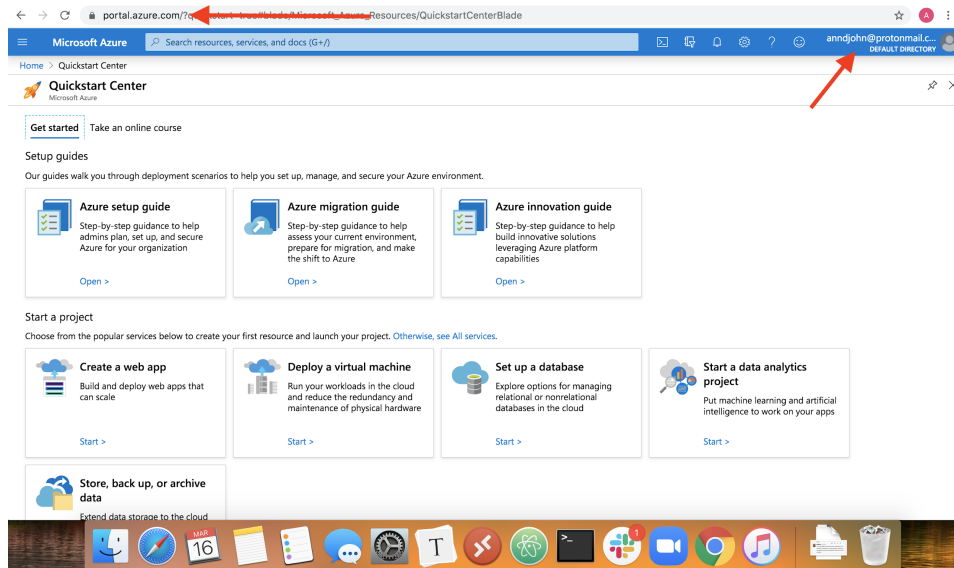 portal.azure.com/?quickstart=true#blade/Microsoft_Azure_Resources/QuickstartCenterBlade
A
Microsoft Azure
Search resources, services, and docs (G+/)
anndjohn@protonmail.c...
DEFAULT DIRECTORY
Home > Quickstart Center
Quickstart Center
Microsoft Azure
Get started Take an online course
Setup guides
Our guides walk you through deployment scenarios to help you set up, manage, and secure your Azure environment.
Azure setup guide
Step-by-step guidance to help
admins plan, set up, and secure
Azure for your organization
Open >
Azure migration guide
Step-by-step guidance to help
assess your current environment,
prepare for migration, and make
the shift to Azure
Open >
Azure innovation guide
Step-by-step guidance to help
build innovative solutions
leveraging Azure platform
capabilities
Open >
Start a project
Choose from the popular services below to create your first resource and launch your project. Otherwise, see All services.
Create a web app
Build and deploy web apps that
can scale
Start >
Deploy a virtual machine
Run your workloads in the cloud
and reduce the redundancy and
maintenance of physical hardware
Start >
Set up a database
Explore options for managing
relational or nonrelational
databases in the cloud
Start >
Start a data analytics
project
Put machine learning and artificial
intelligence to work on your apps
Start >
Store, back up, or archive
data
Extend data storage to the cloud
MAR
16
T
>_
1